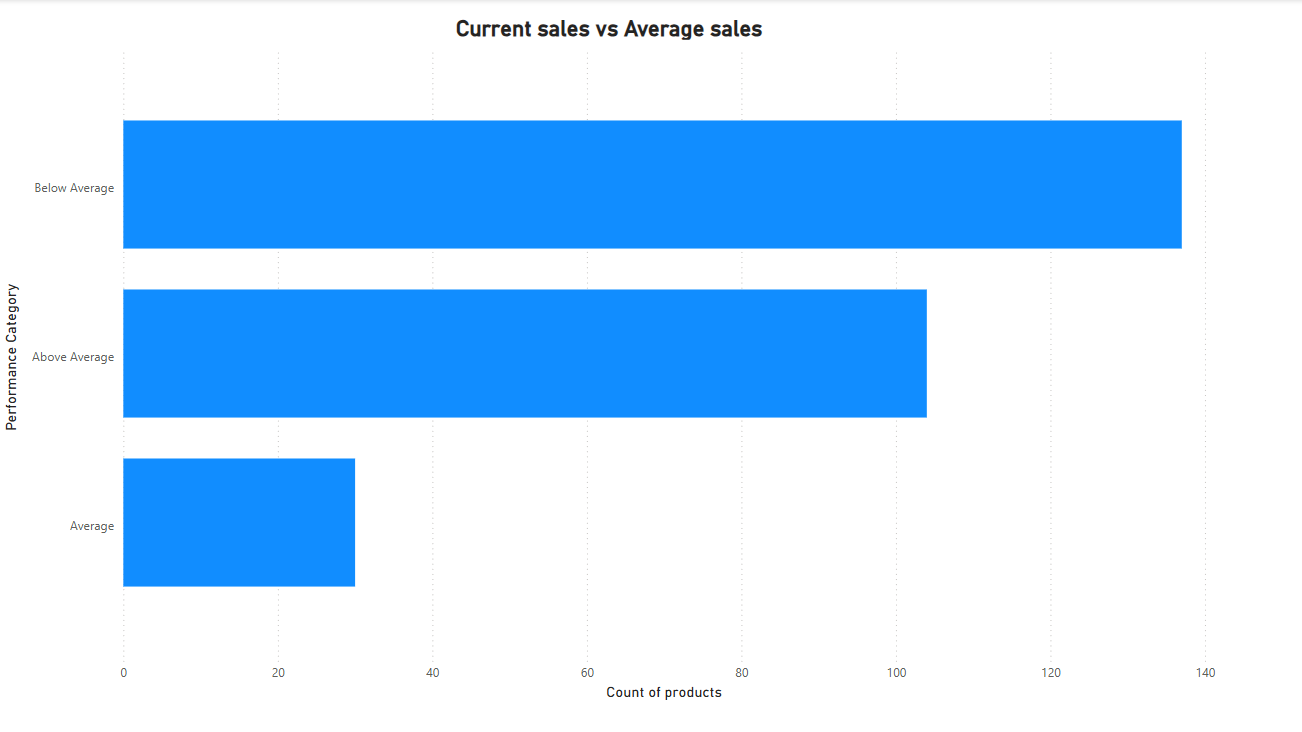 Current sales vs Average sales
Performance Category
Below Average
Above Average
Average
0 20 40 60 80 100 120 140
Count of products